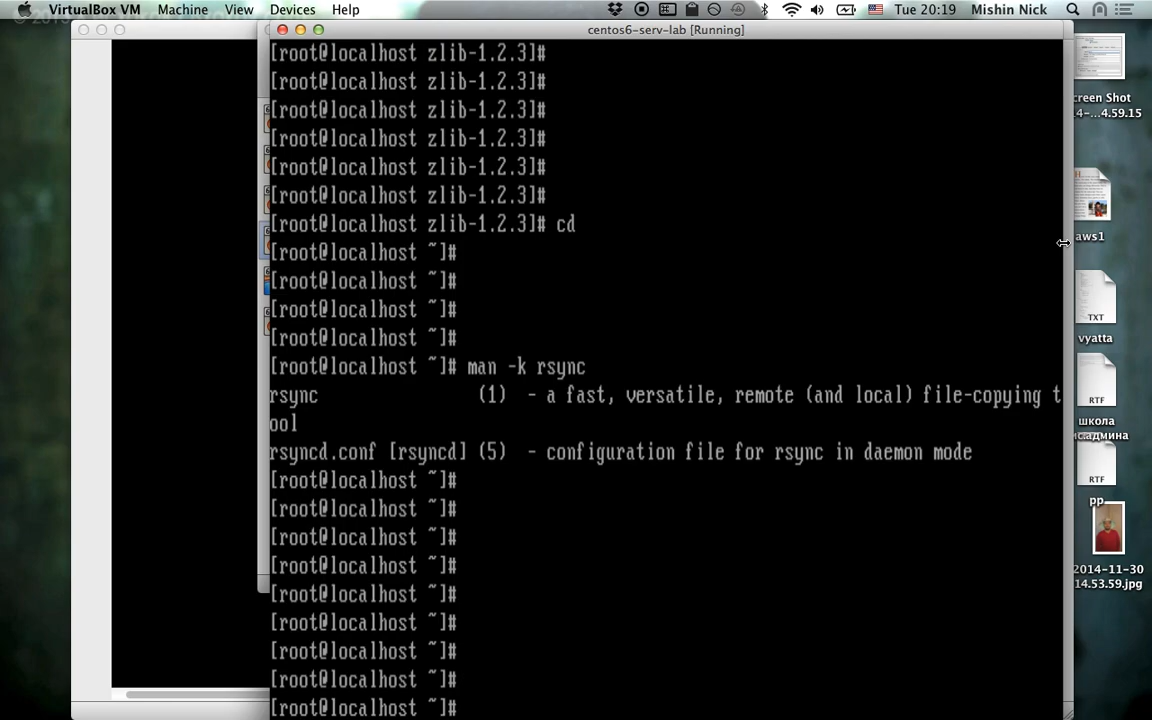 VirtualBox VM Machine View Devices Help Tue 20:19 Mishin Nick
centos6-serv-lab [Running]
[root@localhost zlib-1.2.3]#
[root@localhost zlib-1.2.3]#
[root@localhost zlib-1.2.3]#
[root@localhost zlib-1.2.3]#
[root@localhost zlib-1.2.3]#
[root@localhost zlib-1.2.3]#
[root@localhost zlib-1.2.3]# cd
[root@localhost ~]#
[root@localhost ~]#
[root@localhost ~]#
[root@localhost ~]#
[root@localhost ~]# man -k rsync
rsync (1) - a fast, versatile, remote (and local) file-copying t
ool
rsyncd.conf [rsyncd] (5) - configuration file for rsync in daemon mode
[root@localhost ~]#
[root@localhost ~]#
[root@localhost ~]#
[root@localhost ~]#
[root@localhost ~]#
[root@localhost ~]#
[root@localhost ~]#
[root@localhost ~]#
[root@localhost ~]#
creen Shot
14-...4.59.15
aws1
TXT
vyatta
RTF
школа
RTF
pp
2014-11-30
14.53.59.jpg